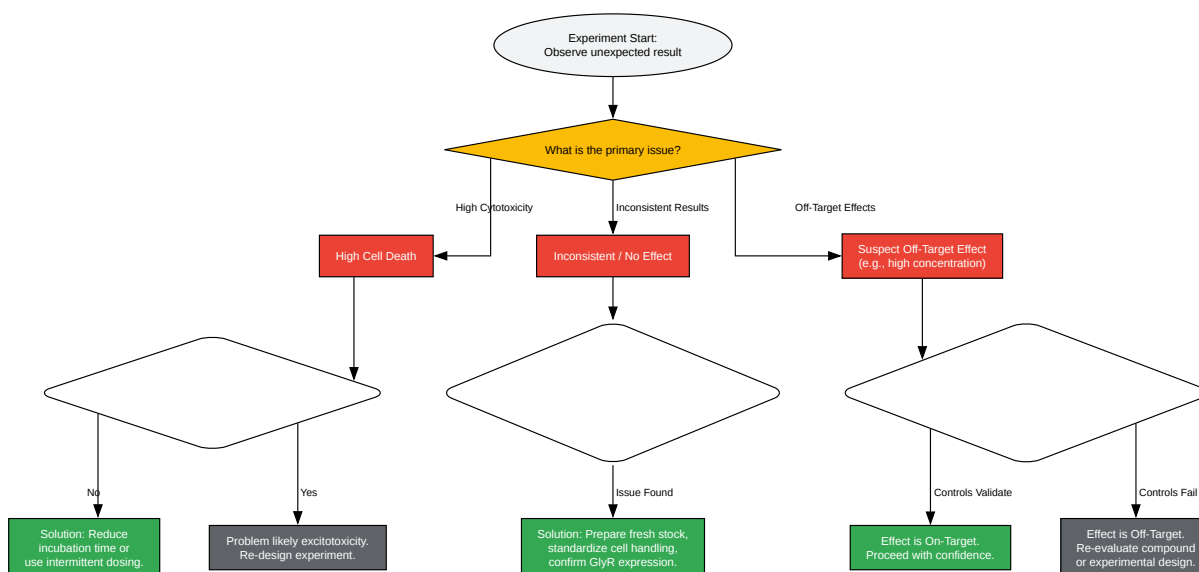 Experiment Start:
Observe unexpected result
What is the primary issue?
High Cytotoxicity
Inconsistent Results
Off-Target Effects
High Cell Death
Inconsistent / No Effect
Suspect Off-Target Effect
(e.g., high concentration)
No
Yes
Issue Found
Controls Validate
Controls Fail
Solution: Reduce
incubation time or
use intermittent dosing.
Problem likely excitotoxicity.
Re-design experiment.
Solution: Prepare fresh stock,
standardize cell handling,
confirm GlyR expression.
Effect is On-Target.
Proceed with confidence.
Effect is Off-Target.
Re-evaluate compound
or experimental design.